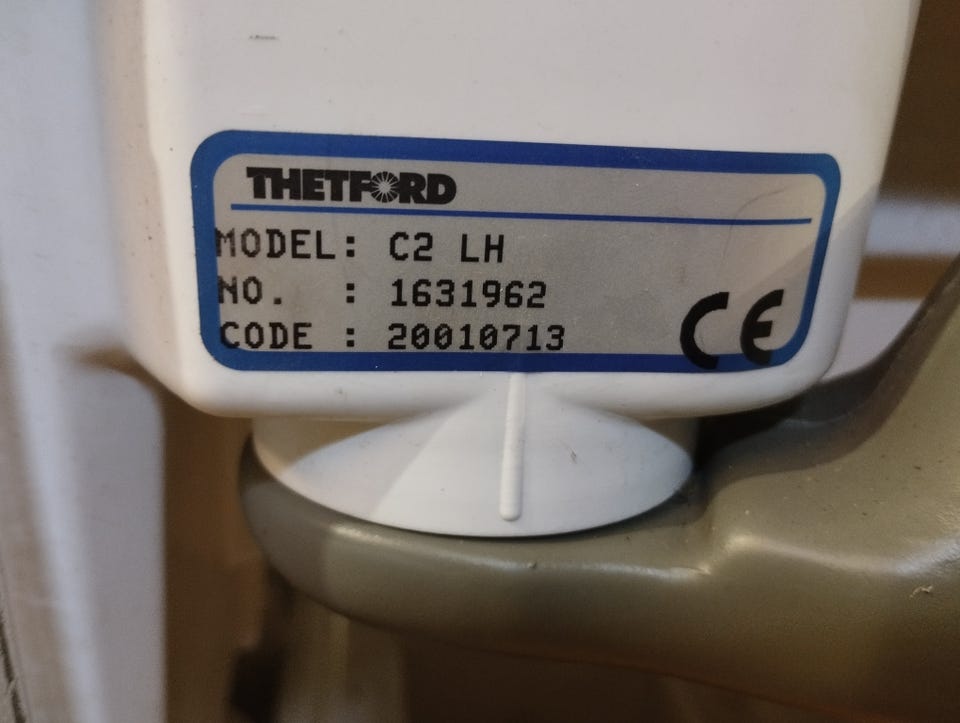 THETFORD
MODEL: C2 LH
NO. : 1631962
CODE : 20010713
CE